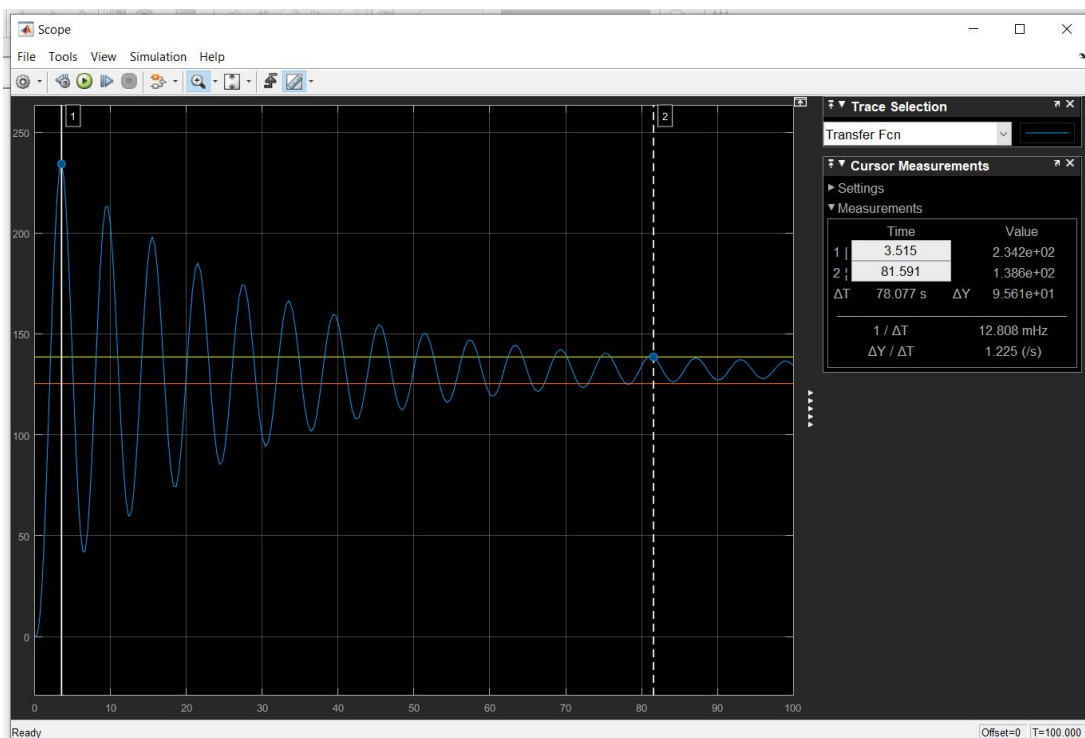 Scope
File Tools View Simulation Help
1
2
250
200
150
100
50
0
0 10 20 30 40 50 60 70 80 90 100
Trace Selection
Transfer Fcn
Cursor Measurements
Settings
Measurements
Time Value
1 | 3.515 2.342e+02
2 ¦ 81.591 1.386e+02
ΔT 78.077 s ΔY 9.561e+01
1 / ΔT 12.808 mHz
ΔY / ΔT 1.225 (/s)
Ready Offset=0 T=100.000